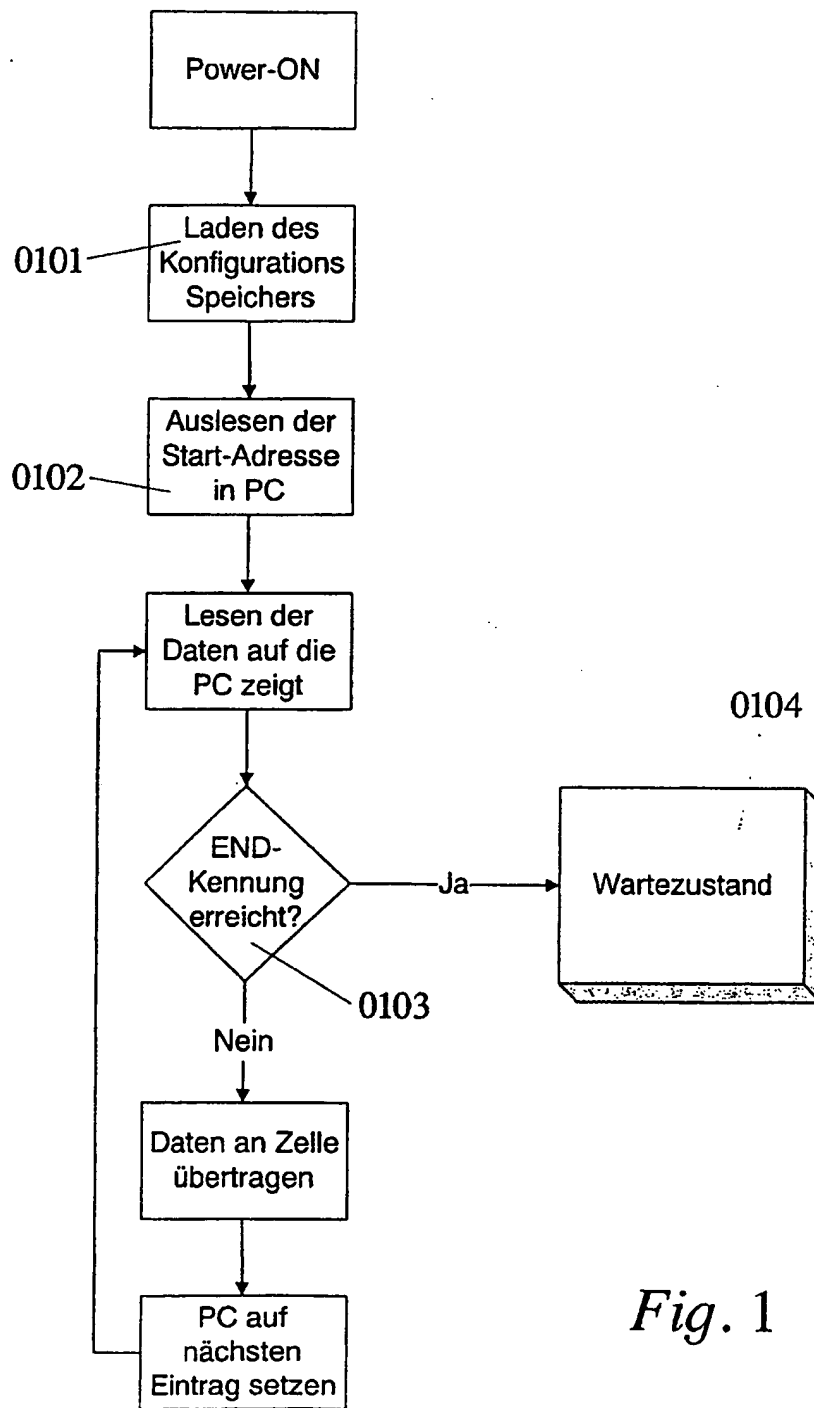 Power-ON
0101
Laden des
Konfigurations
Speichers
0102
Auslesen der
Start-Adresse
in PC
Lesen der
Daten auf die
PC zeigt
0104
END-
Kennung
erreicht?
Ja
Wartezustand
0103
Nein
Daten an Zelle
übertragen
PC auf
nächsten
Eintrag setzen
Fig. 1